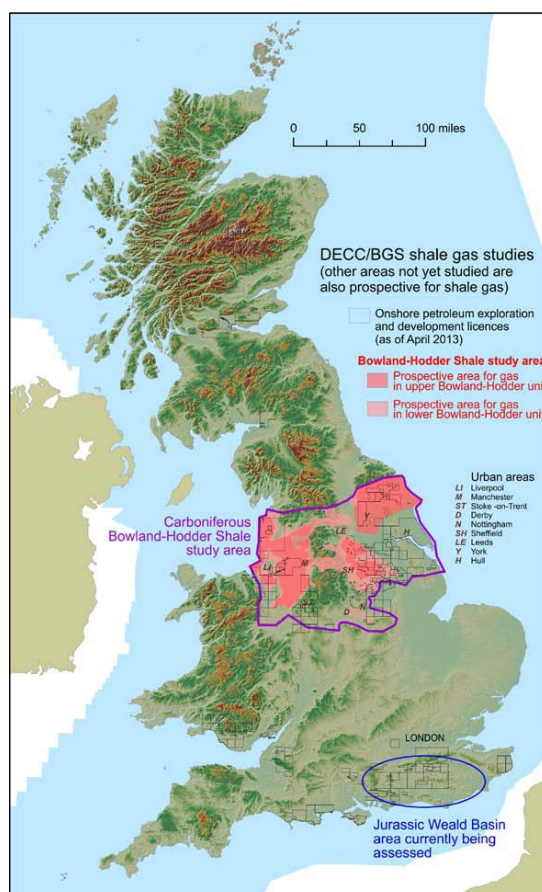 0 50 100 miles
DECC/BGS shale gas studies
(other areas not yet studied are
also prospective for shale gas)
Onshore petroleum exploration
and development licences
(as of April 2013)
Bowland-Hodder Shale study area
Prospective area for gas
in upper Bowland-Hodder uni
Prospective area for gas
in lower Bowland-Hodder uni
Urban areas
LI Liverpool
M Manchester
ST Stoke -on-Trent
D Derby
N Nottingham
SH Sheffield
LE Leeds
Y York
H Hull
Carboniferous
Bowland-Hodder Shale
study area
Y
LE
H
LI
M
SH
D
N
LONDON
Jurassic Weald Basin
area currently being
assessed